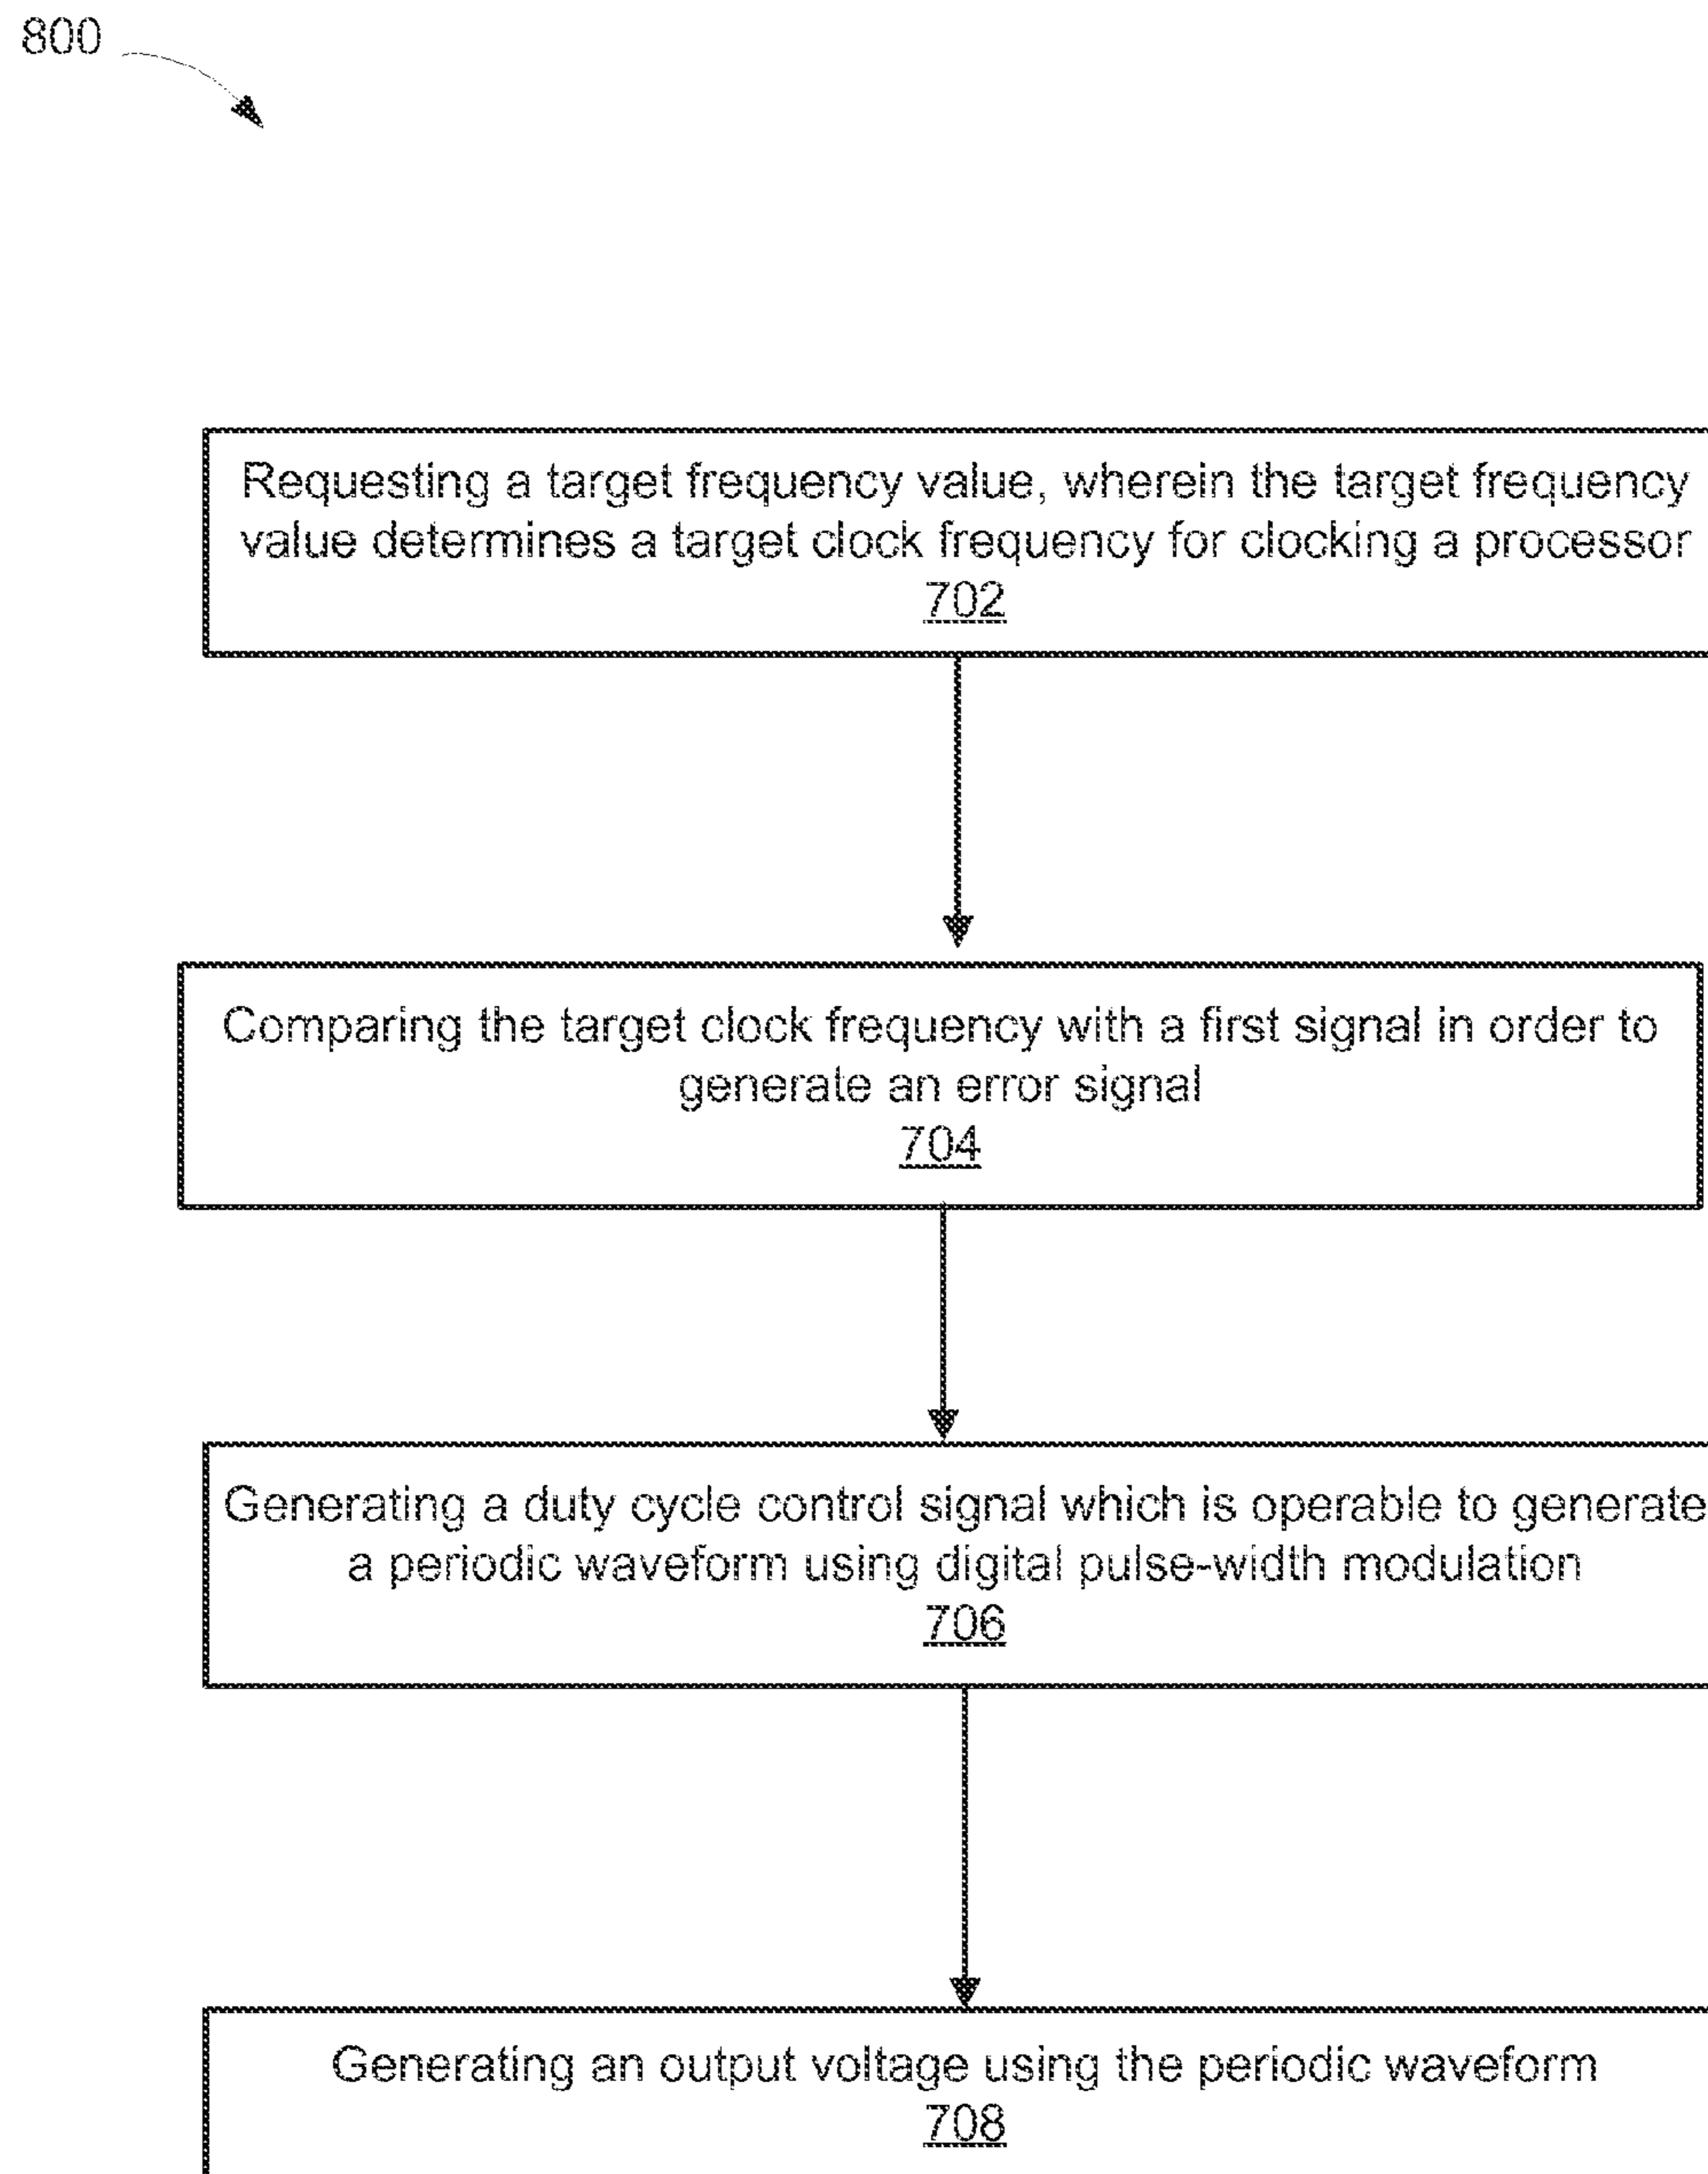 800
Requesting a target frequency value, wherein the target frequency
value determines a target clock frequency for clocking a processor
702
Comparing the target clock frequency with a first signal in order to
generate an error signal
704
Generating a duty cycle control signal which is operable to generate
a periodic waveform using digital pulse-width modulation
706
Generating an output voltage using the periodic waveform
708